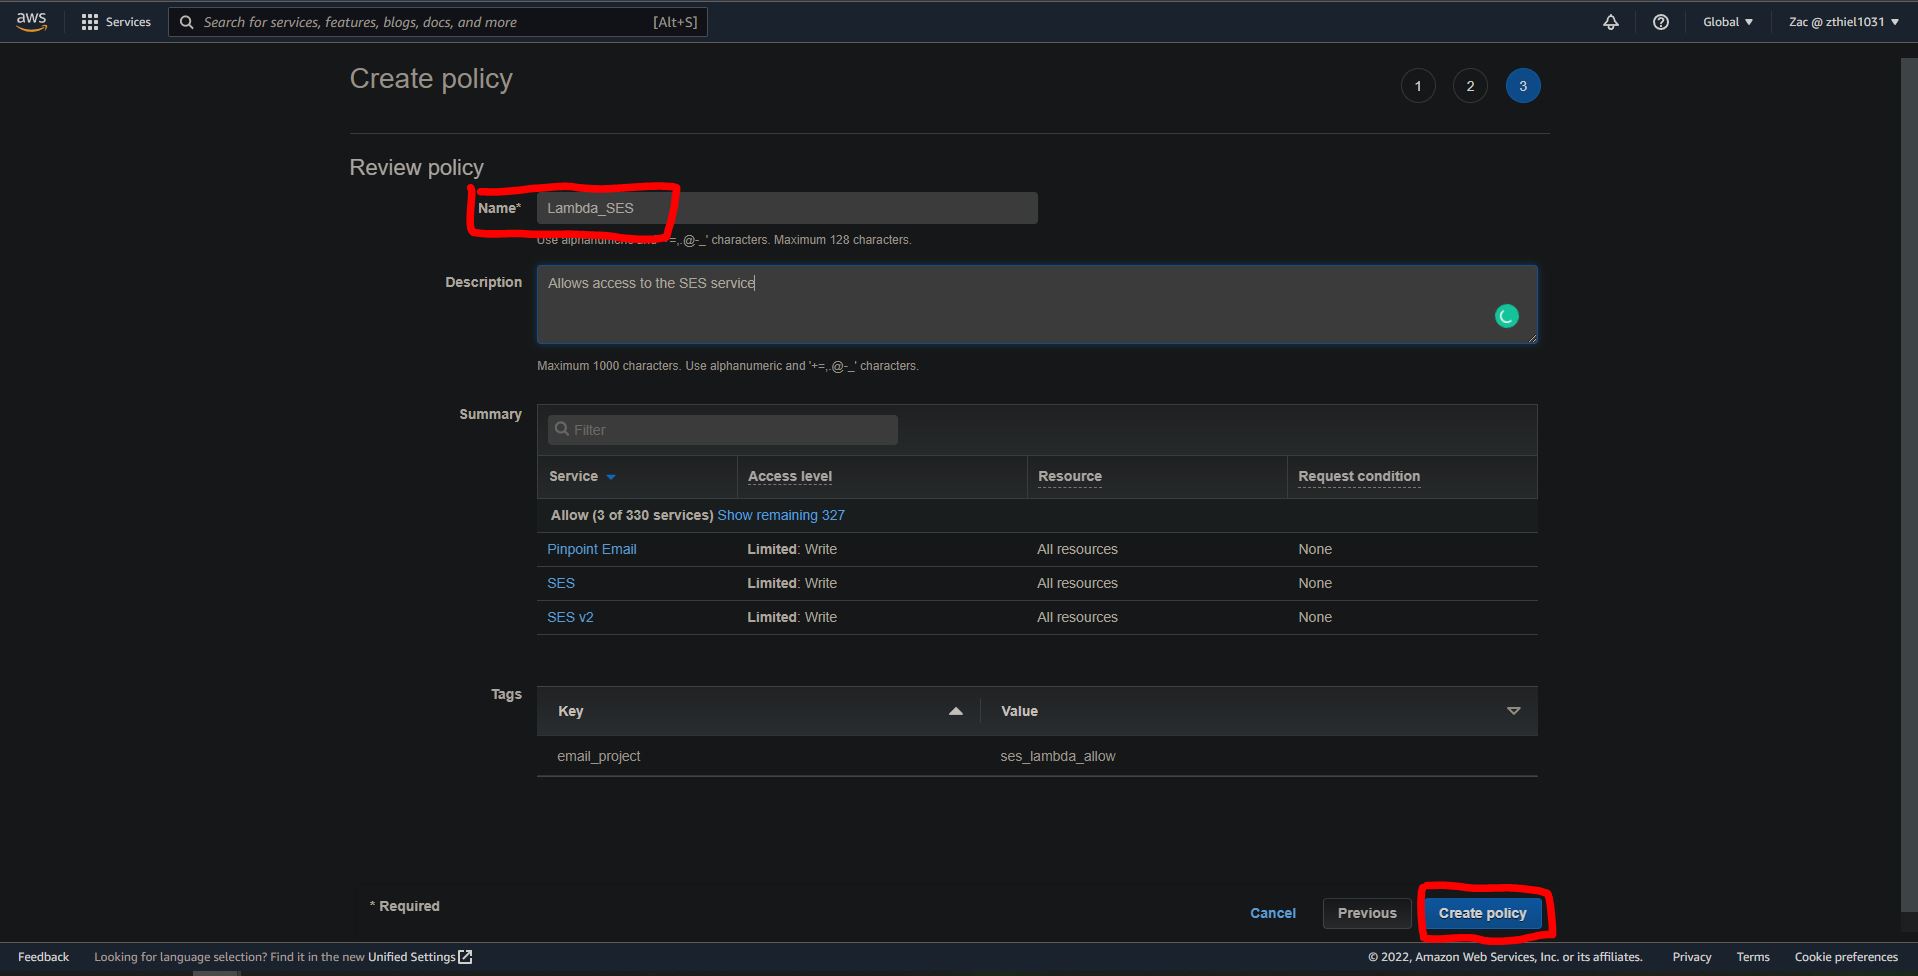 aws Services Search for services, features, blogs, docs, and more [Alt+S] Global Zac @ zthiel1031
Create policy 1 2 3
Review policy
Name* Lambda_SES
Use alphanumeric and '+=,.@-_' characters. Maximum 128 characters.
Description Allows access to the SES service
Maximum 1000 characters. Use alphanumeric and '+=,.@-_' characters.
Summary Filter
Service Access level Resource Request condition
Allow (3 of 330 services) Show remaining 327
Pinpoint Email Limited: Write All resources None
SES Limited: Write All resources None
SES v2 Limited: Write All resources None
Tags Key Value
email_project ses_lambda_allow
* Required Cancel Previous Create policy
Feedback Looking for language selection? Find it in the new Unified Settings © 2022, Amazon Web Services, Inc. or its affiliates. Privacy Terms Cookie preferences